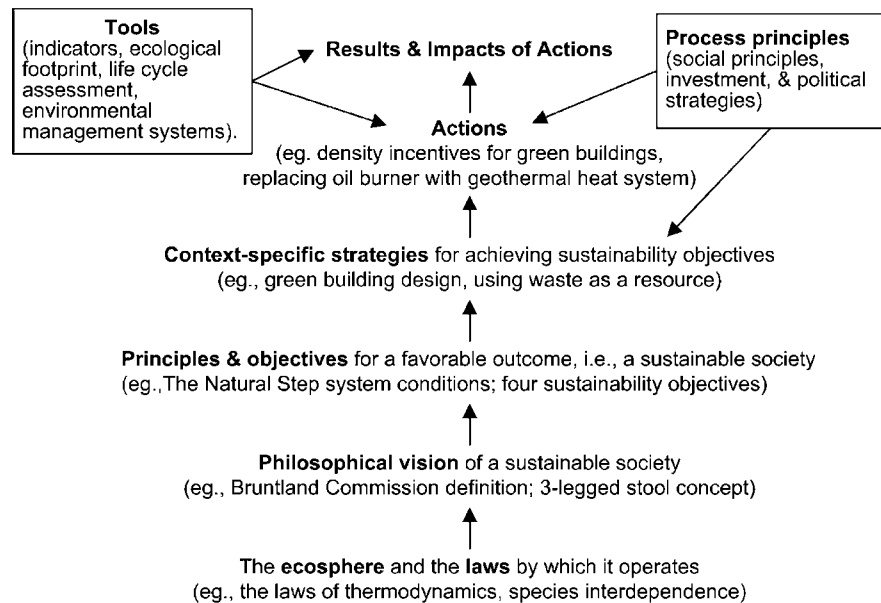 Tools
(indicators, ecological
footprint, life cycle
assessment,
environmental
management systems).
Results & Impacts of Actions
Process principles
(social principles,
investment, & political
strategies)
Actions
(eg. density incentives for green buildings,
replacing oil burner with geothermal heat system)
Context-specific strategies for achieving sustainability objectives
(eg., green building design, using waste as a resource)
Principles & objectives for a favorable outcome, i.e., a sustainable society
(eg.,The Natural Step system conditions; four sustainability objectives)
Philosophical vision of a sustainable society
(eg., Bruntland Commission definition; 3-legged stool concept)
The ecosphere and the laws by which it operates
(eg., the laws of thermodynamics, species interdependence)